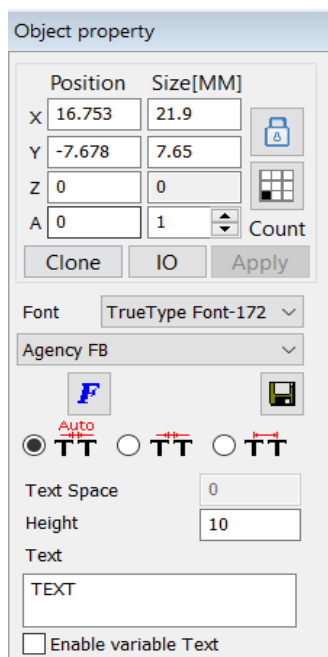 Object property
Position Size[MM]
X 16.753 21.9
Y -7.678 7.65
Z 0 0
A 0 1 Count
Clone IO Apply
Font TrueType Font-172
Agency FB
F
Auto
TT TT TT
Text Space 0
Height 10
Text
TEXT
Enable variable Text